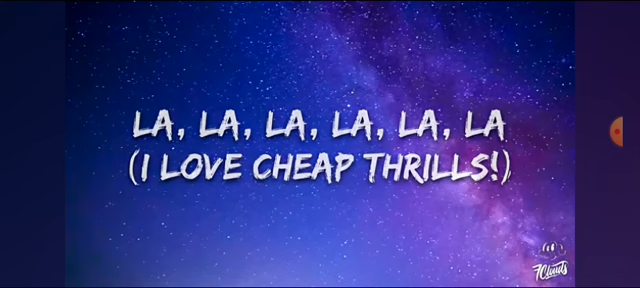 LA, LA, LA, LA, LA, LA
(I LOVE CHEAP THRILLS!)
7Clouds